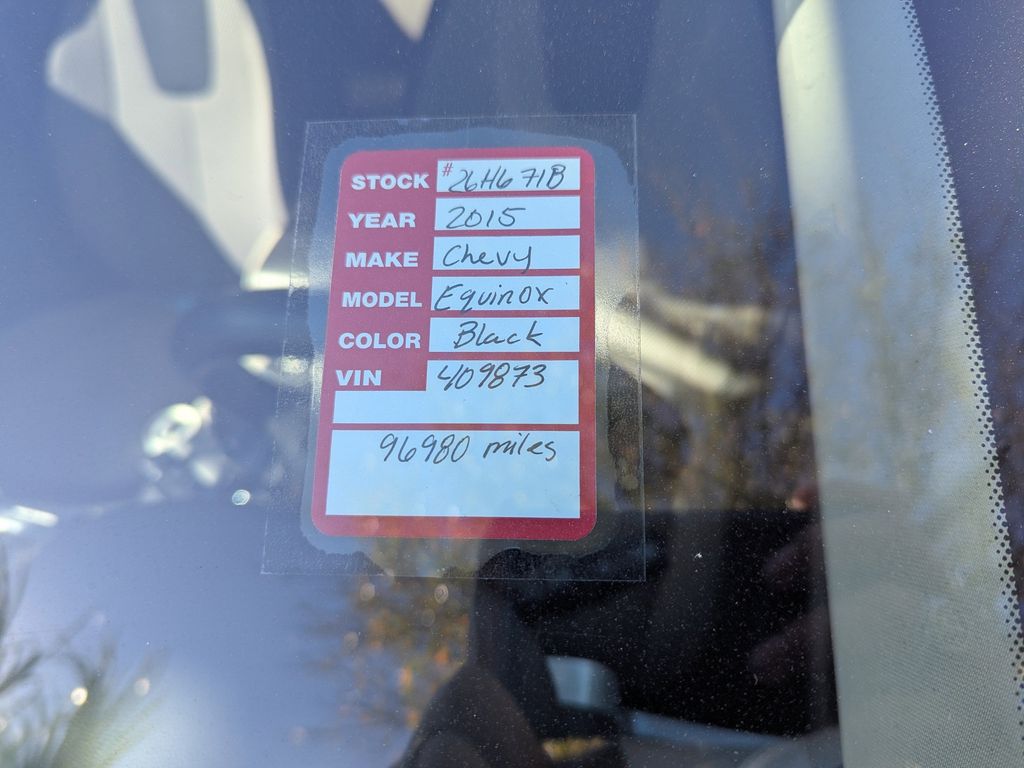 STOCK #26H671B
YEAR 2015
MAKE Chevy
MODEL Equinox
COLOR Black
VIN 409873
96980 miles